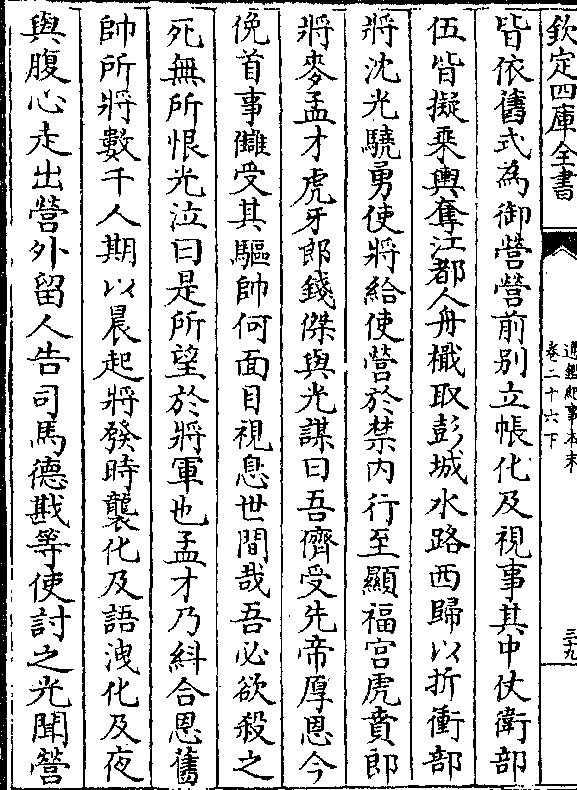 欽定四庫全書
通鑑紀事本末
卷二十六下
三九
皆依舊式為御營營前別立帳化及視事其中仗衛部
伍皆擬乘輿奪江都人舟檝取彭城水路西歸以折衝部
將沈光驍勇使將給使營於禁內行至顯福宮虎賁郎
將麥孟才虎牙郎錢傑與光謀曰吾儕受先帝厚恩今
俛首事讎受其驅帥何面目視息世間哉吾必欲殺之
死無所恨光泣曰是所望於將軍也孟才乃糾合恩舊
帥所將數千人期以晨起將發時襲化及語洩化及夜
與腹心走出營外留人告司馬德戡等使討之光聞營